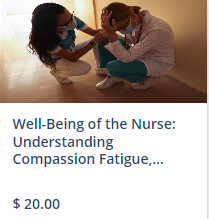 Well-Being of the Nurse:
Understanding
Compassion Fatigue,...
$ 20.00